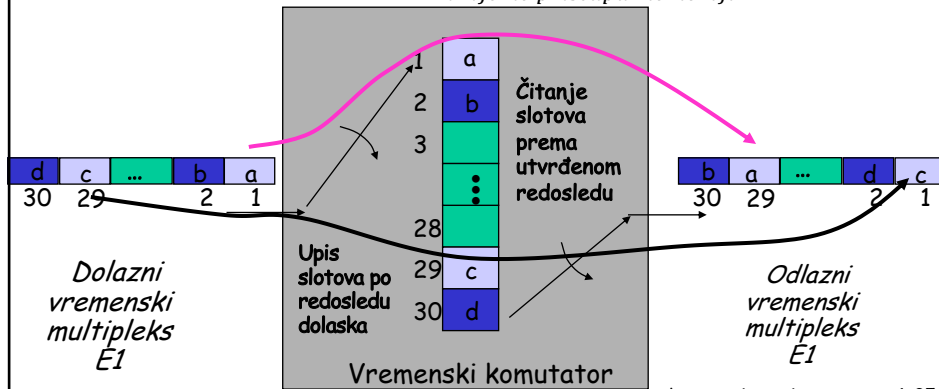 1 a
2 b
3
28
29 c
30 d
Čitanje
slotova
prema
utvrđenom
redosledu
d c ... b a
30 29 2 1
b a ... d c
30 29 2 1
Upis
slotova po
redosledu
dolaska
Dolazni
vremenski
multipleks
E1
Odlazni
vremenski
multipleks
E1
Vremenski komutator